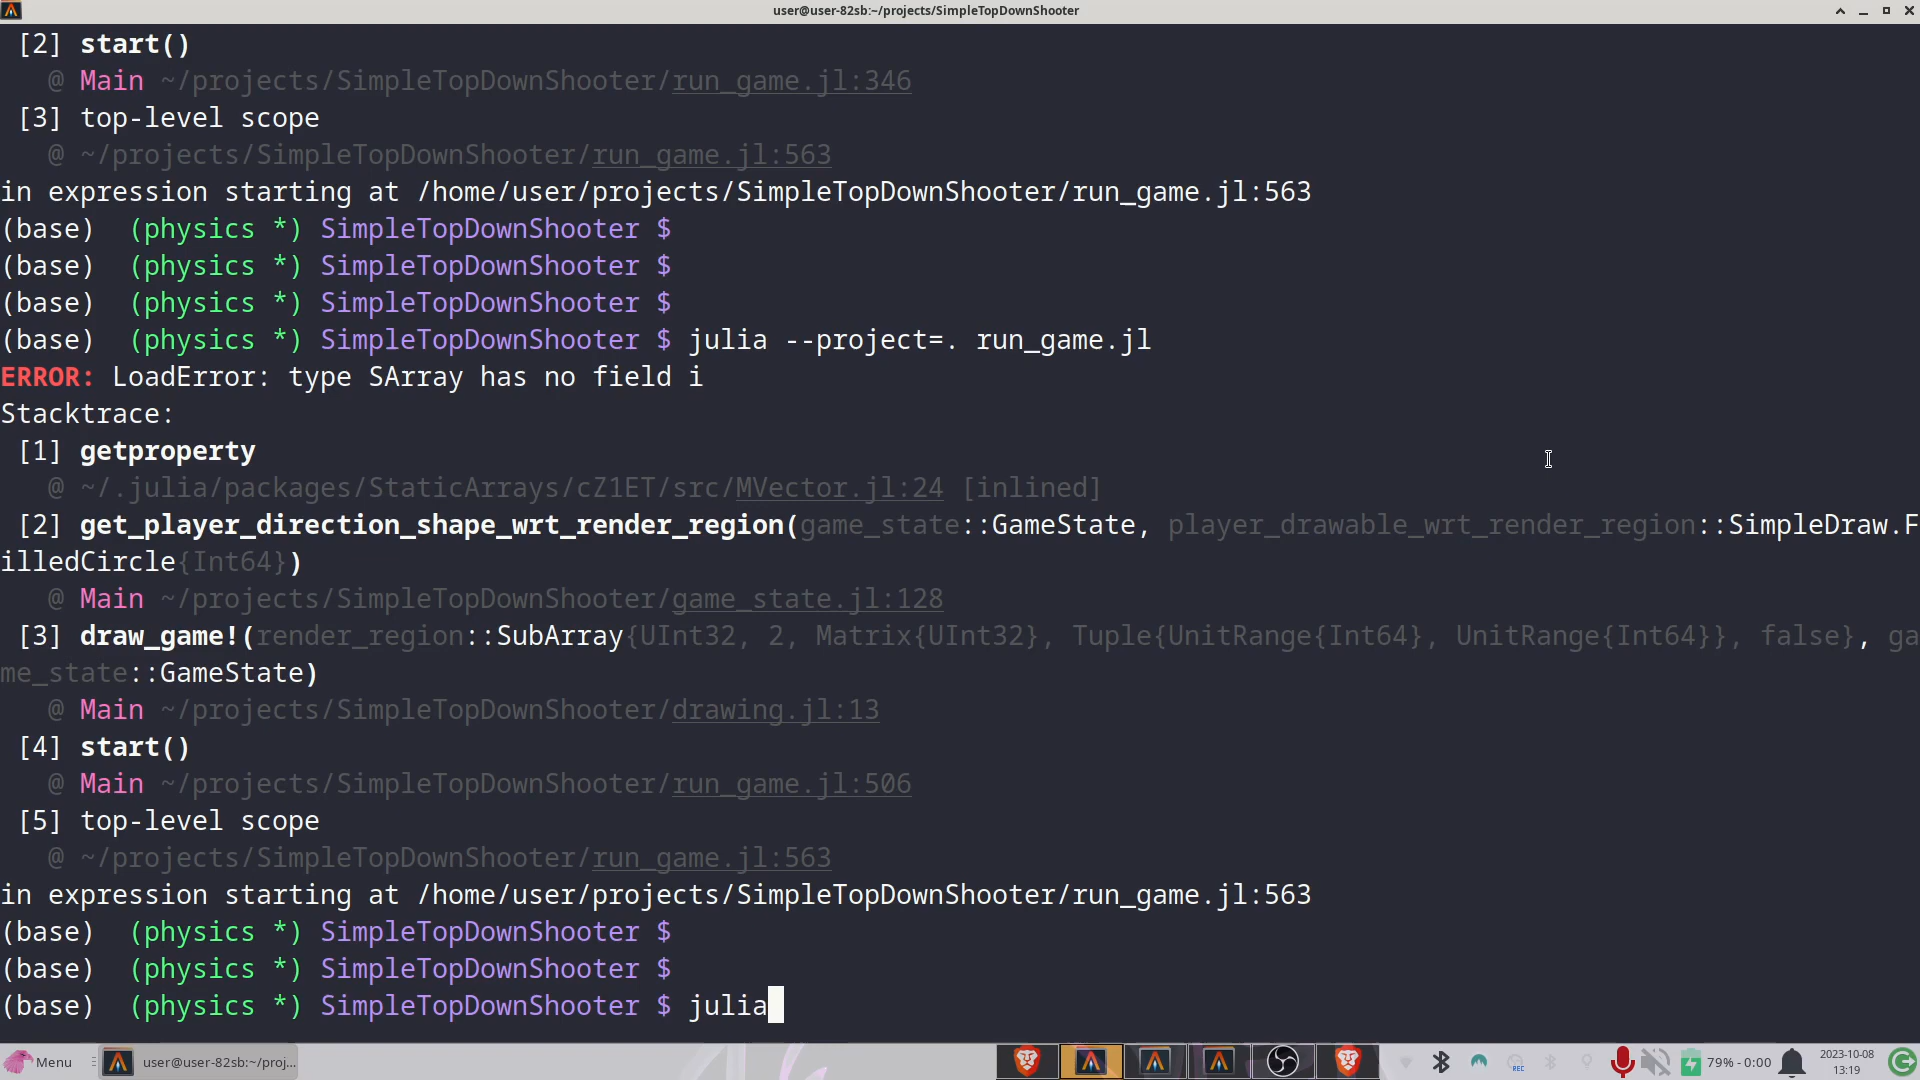 user@user-82sb:~/projects/SimpleTopDownShooter
[2] start()
@ Main ~/projects/SimpleTopDownShooter/run_game.jl:346
[3] top-level scope
@ ~/projects/SimpleTopDownShooter/run_game.jl:563
in expression starting at /home/user/projects/SimpleTopDownShooter/run_game.jl:563
(base)  (physics *) SimpleTopDownShooter $
(base)  (physics *) SimpleTopDownShooter $
(base)  (physics *) SimpleTopDownShooter $
(base)  (physics *) SimpleTopDownShooter $ julia --project=. run_game.jl
ERROR: LoadError: type SArray has no field i
Stacktrace:
[1] getproperty
@ ~/.julia/packages/StaticArrays/cZ1ET/src/MVector.jl:24 [inlined]
[2] get_player_direction_shape_wrt_render_region(game_state::GameState, player_drawable_wrt_render_region::SimpleDraw.F
illedCircle{Int64})
@ Main ~/projects/SimpleTopDownShooter/game_state.jl:128
[3] draw_game!(render_region::SubArray{UInt32, 2, Matrix{UInt32}, Tuple{UnitRange{Int64}, UnitRange{Int64}}, false}, ga
me_state::GameState)
@ Main ~/projects/SimpleTopDownShooter/drawing.jl:13
[4] start()
@ Main ~/projects/SimpleTopDownShooter/run_game.jl:506
[5] top-level scope
@ ~/projects/SimpleTopDownShooter/run_game.jl:563
in expression starting at /home/user/projects/SimpleTopDownShooter/run_game.jl:563
(base)  (physics *) SimpleTopDownShooter $
(base)  (physics *) SimpleTopDownShooter $
(base)  (physics *) SimpleTopDownShooter $ julia
Menu
user@user-82sb:~/proj...
REC
79% - 0:00
2023-10-08
13:19